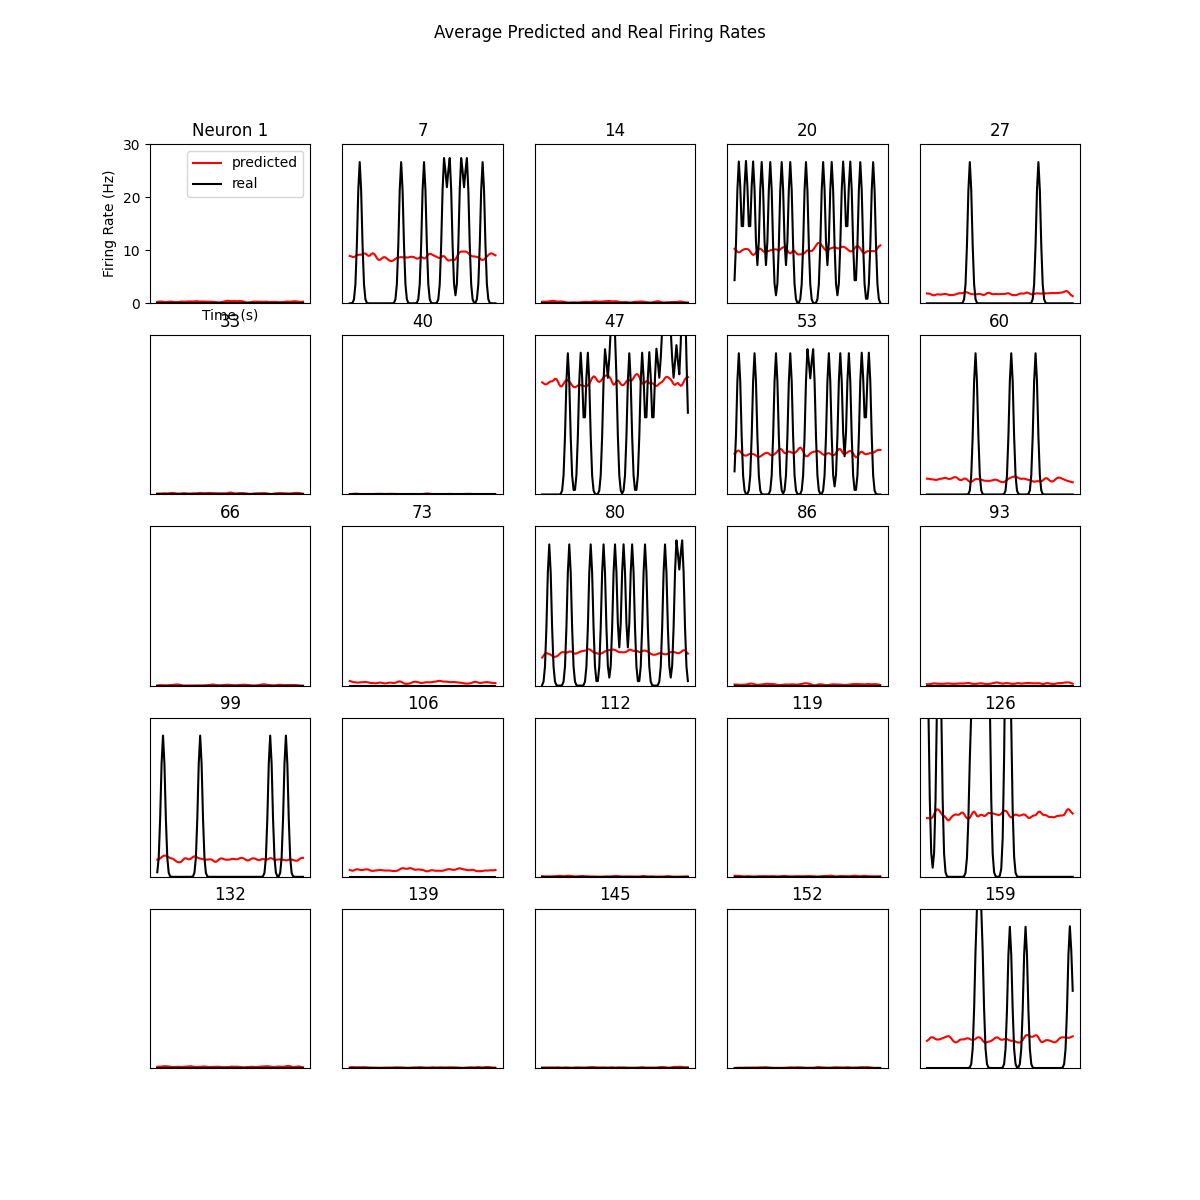 Average Predicted and Real Firing Rates
Neuron 1 7 14 20 27
30
20
10
0
Firing Rate (Hz)
predicted
real
Time (s)
33 40 47 53 60
66 73 80 86 93
99 106 112 119 126
132 139 145 152 159